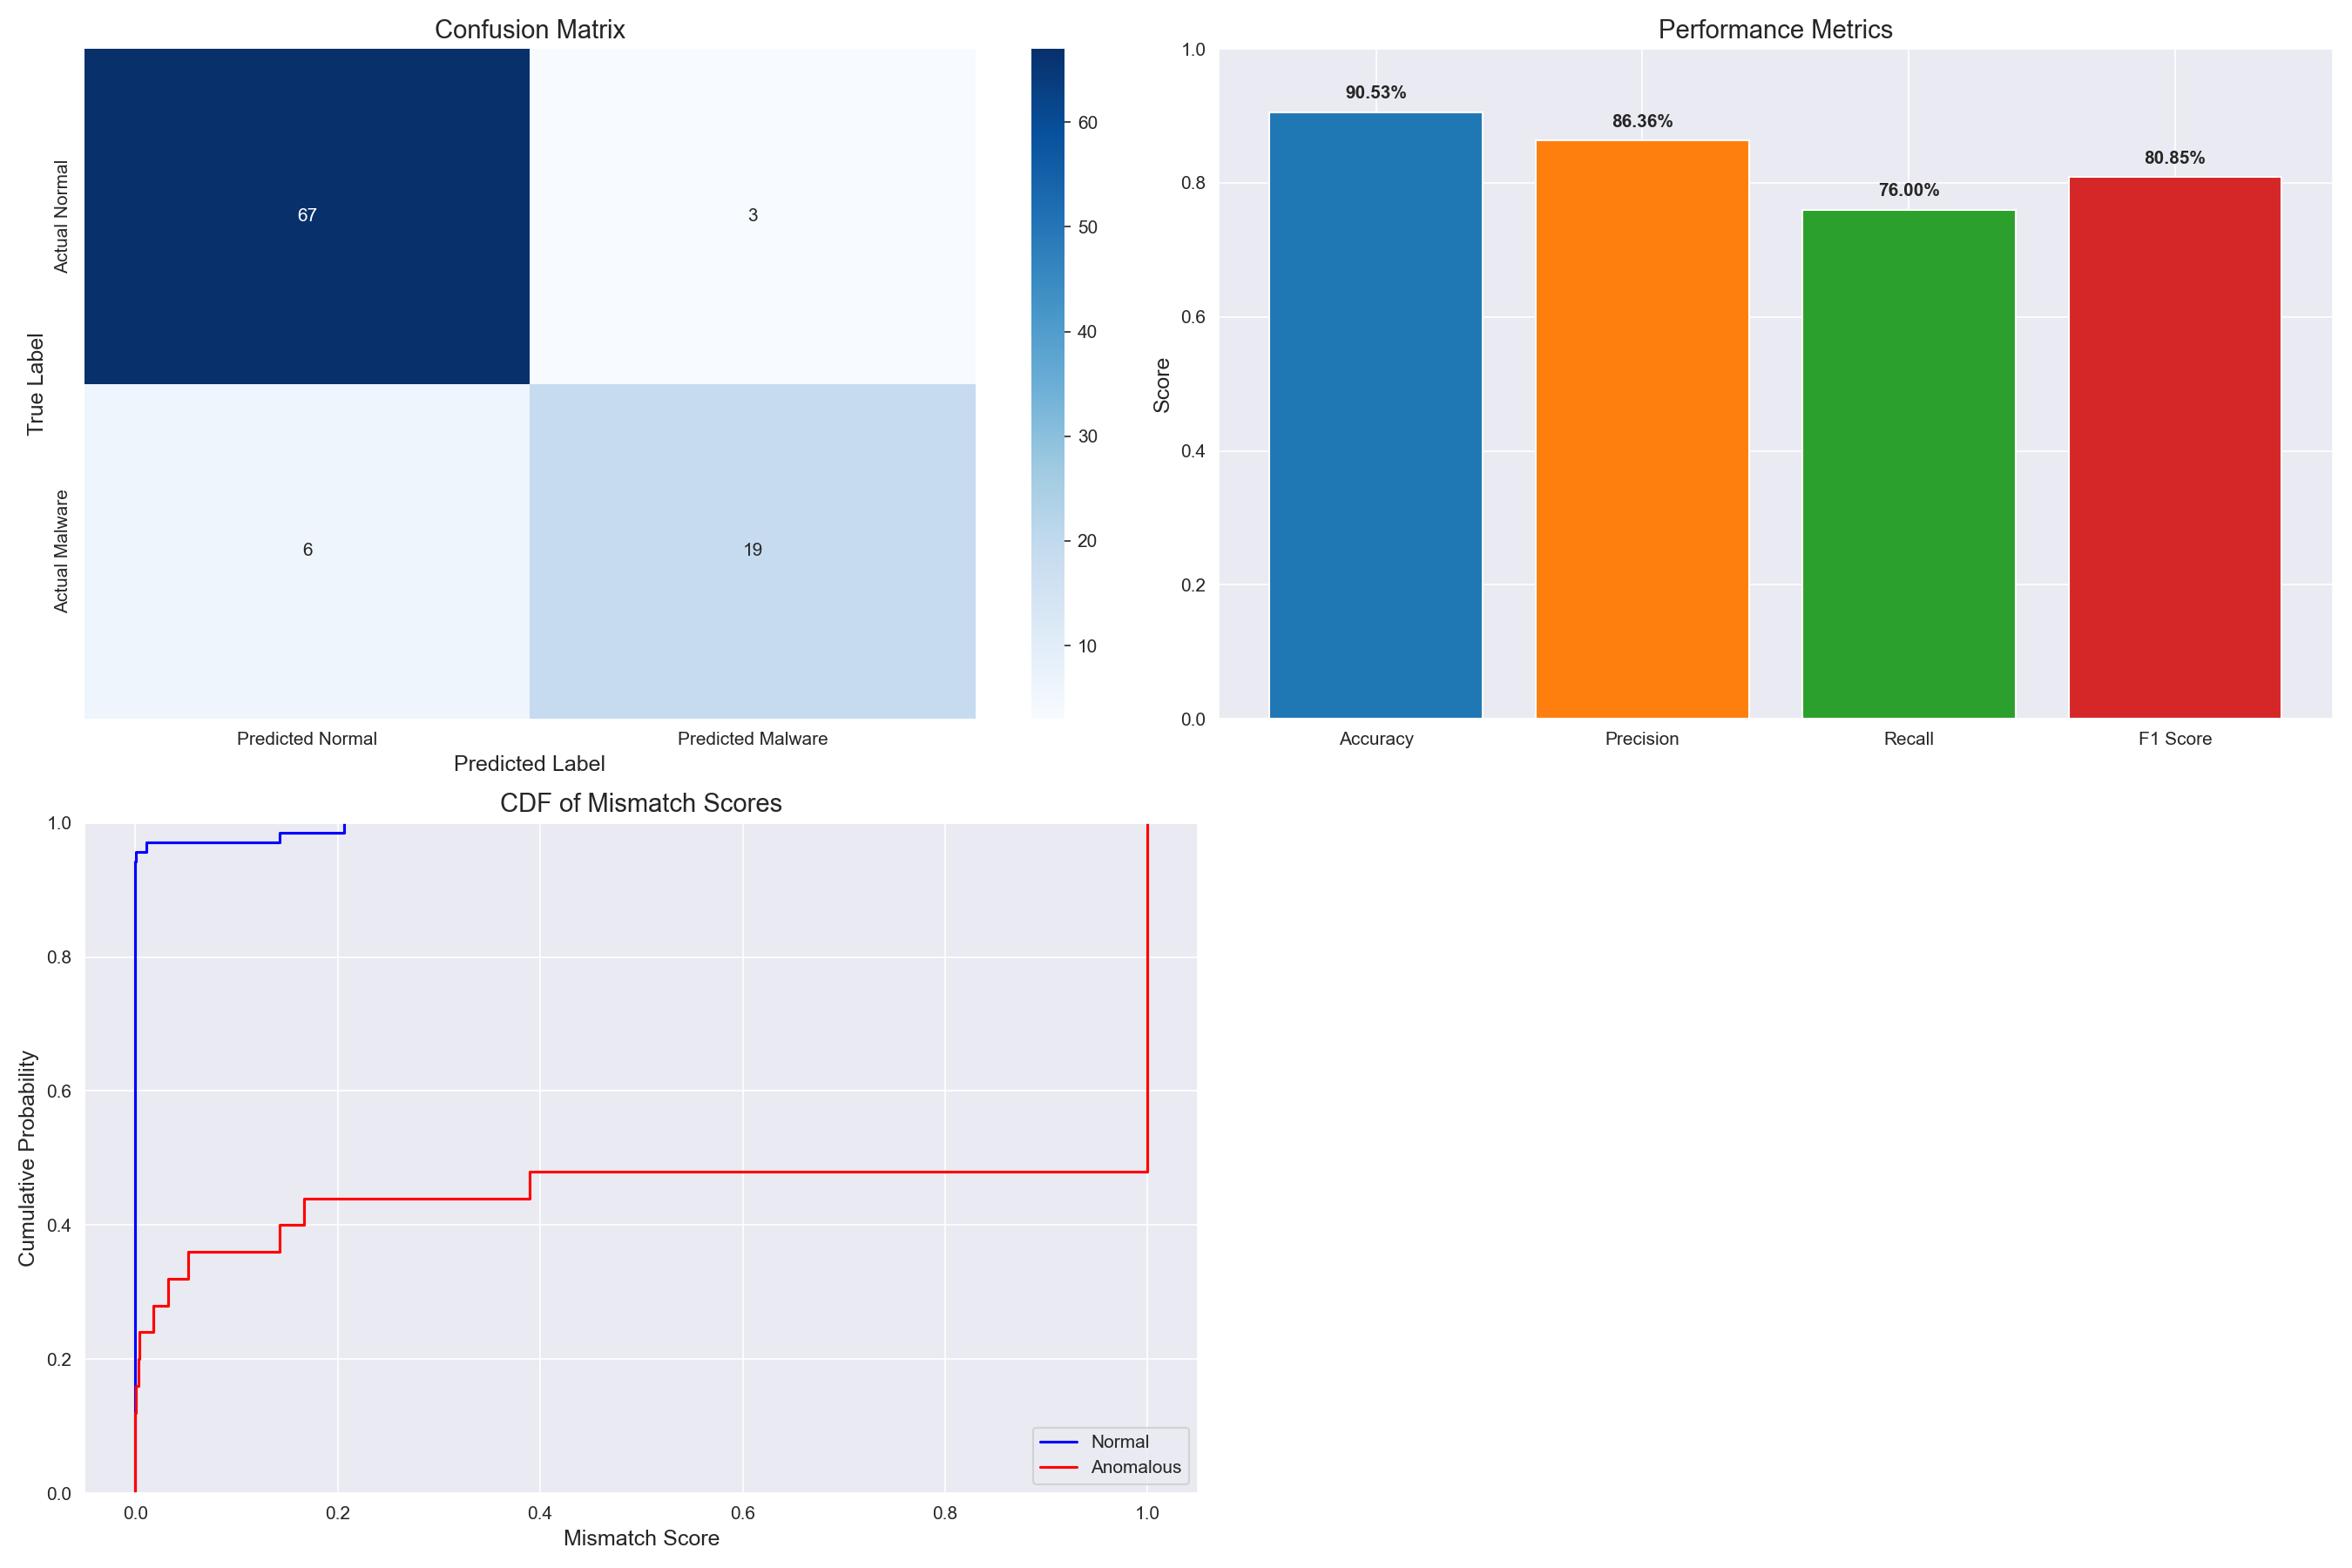 Confusion Matrix
True Label
Actual Normal
Actual Malware
67
3
6
19
Predicted Normal
Predicted Malware
Predicted Label
60
50
40
30
20
10
Performance Metrics
Score
1.0
0.8
0.6
0.4
0.2
0.0
90.53%
86.36%
76.00%
80.85%
Accuracy
Precision
Recall
F1 Score
CDF of Mismatch Scores
Cumulative Probability
1.0
0.8
0.6
0.4
0.2
0.0
Normal
Anomalous
0.0
0.2
0.4
0.6
0.8
1.0
Mismatch Score